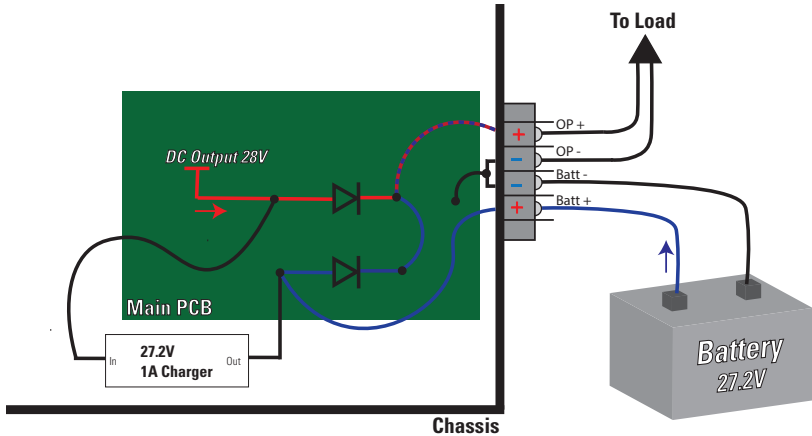 To Load
OP +
+
DC Output 28V
OP -
-
Batt -
-
Batt +
+
Main PCB
In
27.2V
1A Charger
Out
Battery
27.2V
Chassis